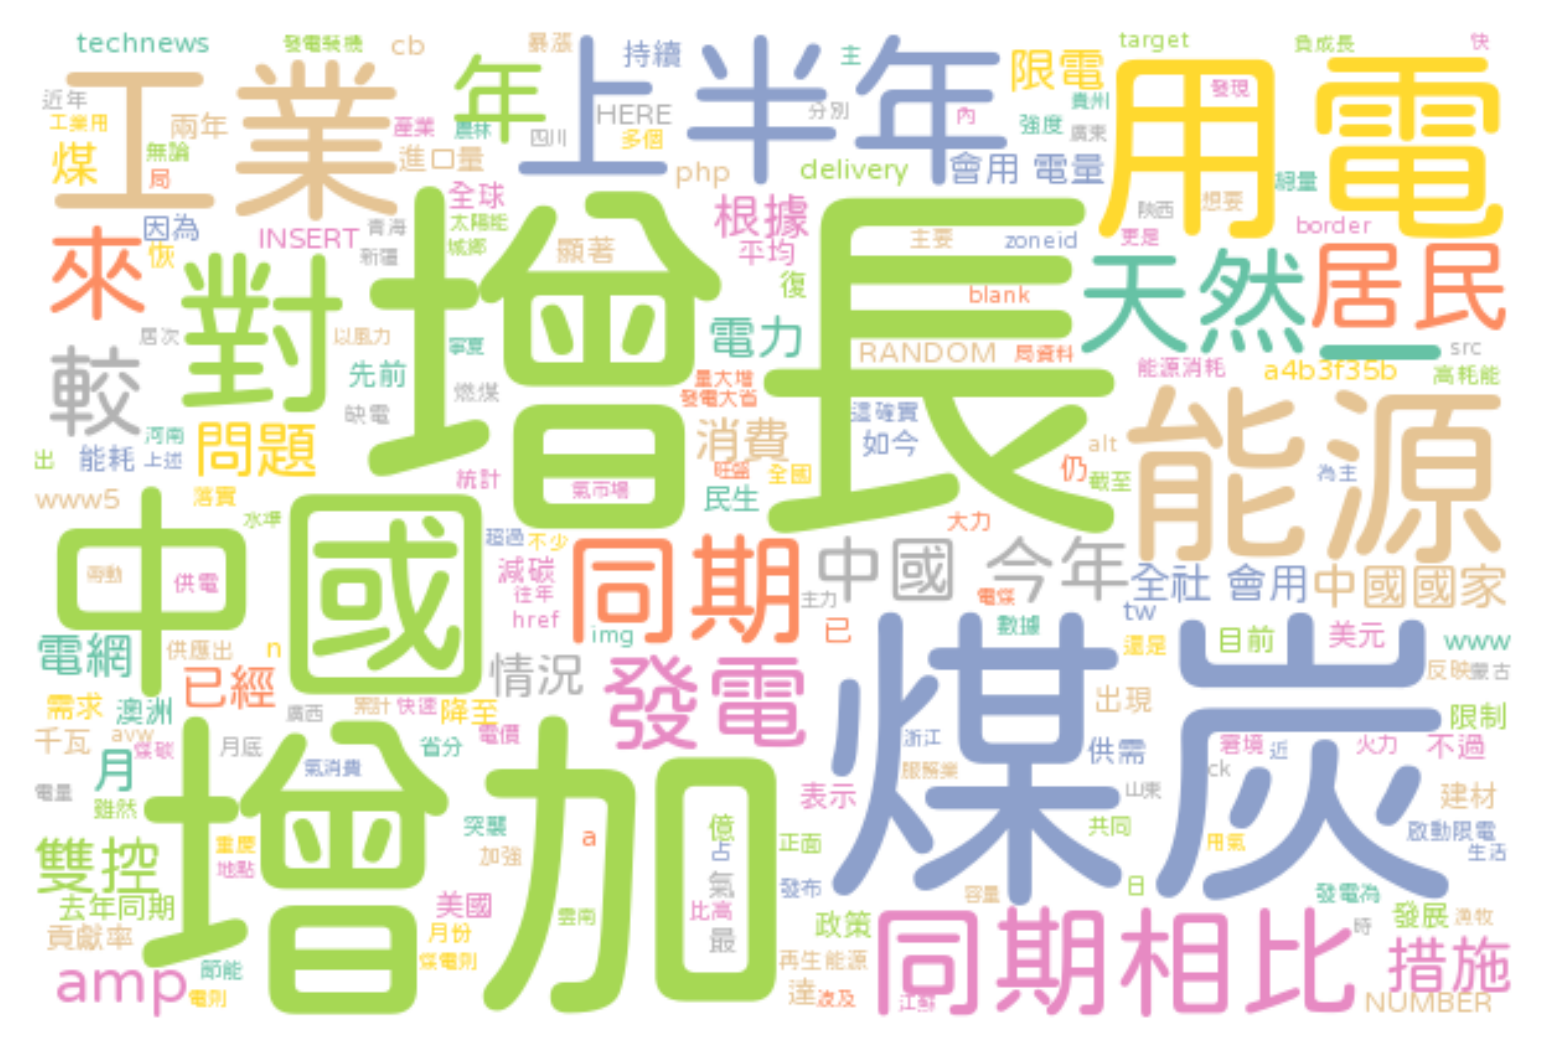 technews
發電裝機
cb
暴漲
持續
主
限電
target
負成長
快
工業
年
上半年
用電
近年
工業用
兩年
產業
農林
四川
HERE
多個
分別
內
強度
貴州
廣東
發現
煤
無論
局
進口量
php
delivery
會用 電量
總量
全球
根據
陝西
想要
來
因為
恢
INSERT
青海
太陽能
城鄉
新疆
顯著
平均
主要
zoneid
更是
border
對
增長
復
blank
天然
居民
居次
以風力
寧夏
電力
RANDOM
局資料
能源消耗
a4b3f35b
src
高耗能
較
先前
缺電
燃煤
量大增
發電大省
這確實
如今
問題
消費
alt
能源
出
能耗
河南
上述
統計
旺盛
全國
仍
截至
為主
www5
落實
水壩
氣市場
民生
大力
中國
帶動
供電
超過
不少
減碳
往年
href
同期
中國
今年
主力
電煤
全社 會用
中國國家
tw
電網
供應出
n
img
已
數據
還是
目前
美元
www
反映
蒙古
已經
情況
發電
煤炭
需求
澳洲
廣西
累計
快速
降至
出現
限制
千瓦
avw
煤碳
月底
省分
電價
浙江
供需
窘境
近
火力
不過
月
氣消費
服務業
ck
電量
雖然
增加
表示
山東
建材
雙控
重慶
地點
突襲
加強
a
億
占
正面
共同
用氣
啟動限電
生活
去年同期
美國
雲南
氣
比高
發布
容量
日
發電為
貢獻率
月份
最
政策
同期相比
時
發展
漁牧
amp
節能
電則
煤電則
再生能源
達
波及
江蘇
措施
NUMBER